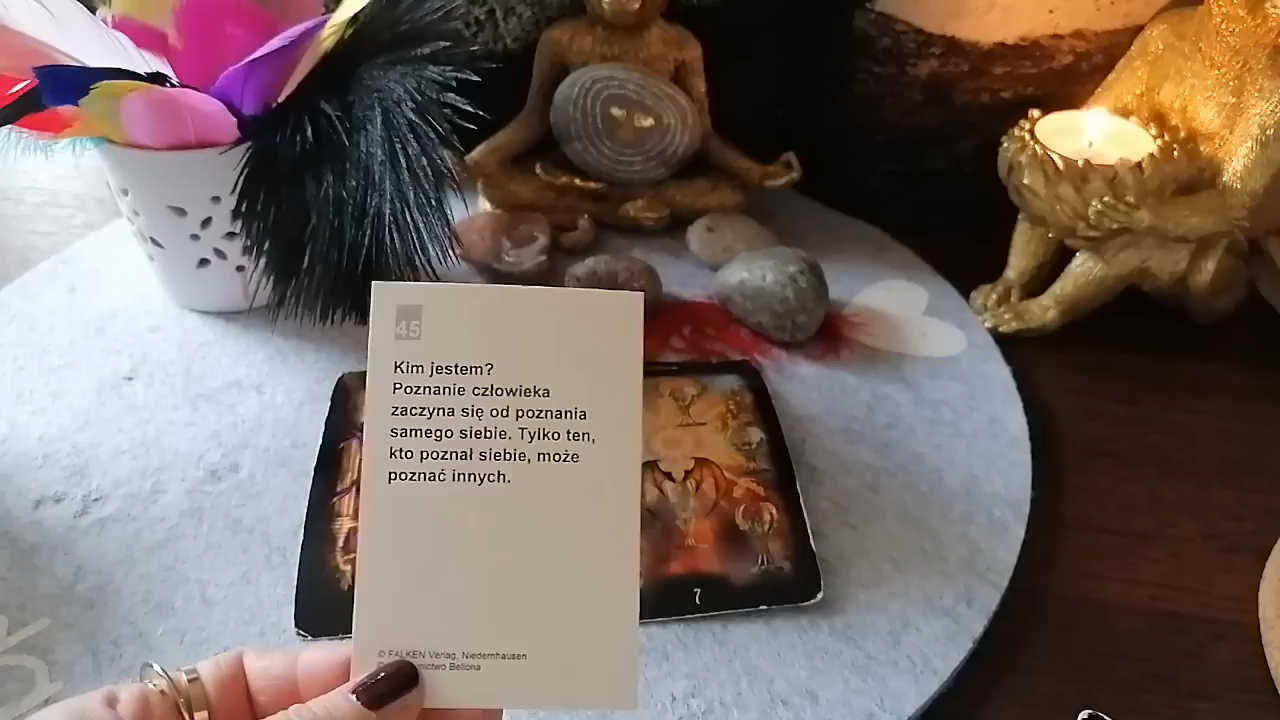 45
Kim jestem?
Poznanie człowieka
zaczyna się od poznania
samego siebie. Tylko ten,
kto poznał siebie, może
poznać innych.
© FALKEN Verlag, Niedernhausen
Bellona
7